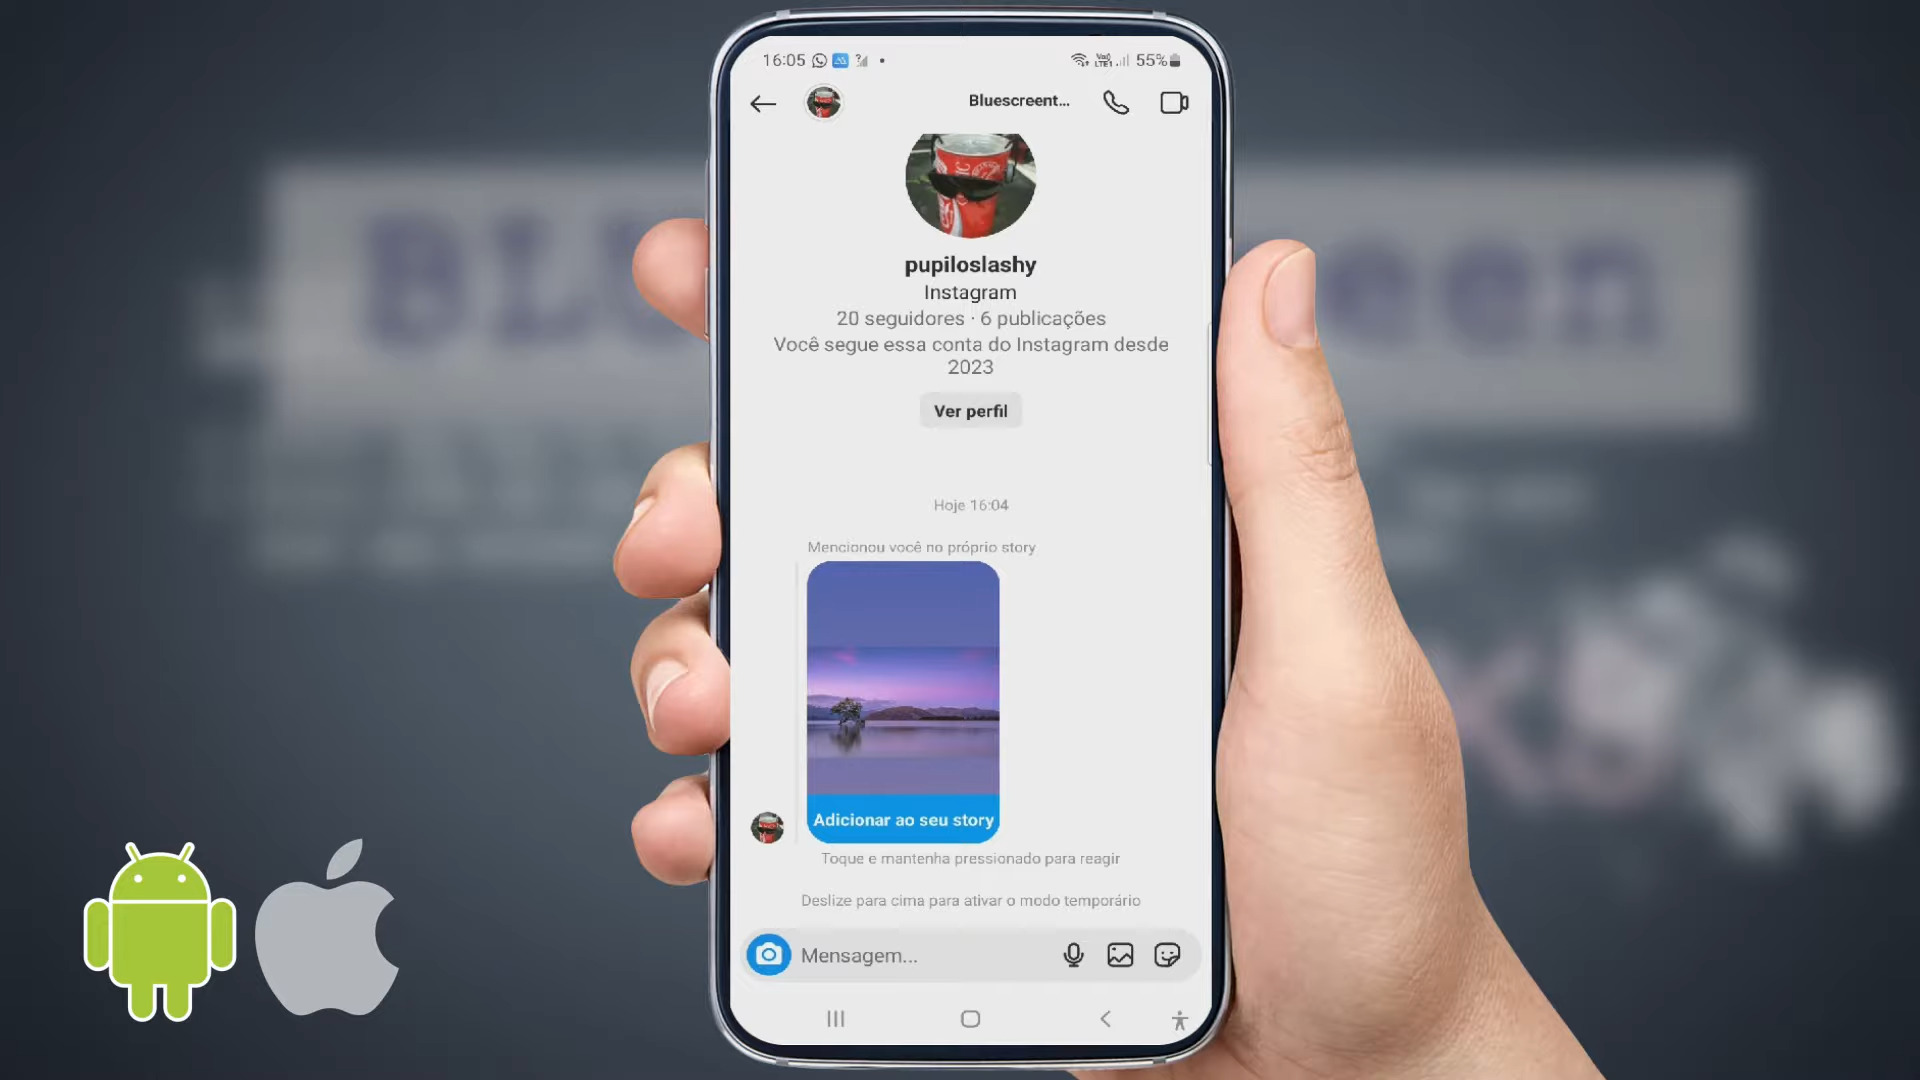 16:05
LTE1
55%
Bluescreent...
pupiloslashy
Instagram
20 seguidores · 6 publicações
Você segue essa conta do Instagram desde
2023
Ver perfil
Hoje 16:04
Mencionou você no próprio story
Adicionar ao seu story
Toque e mantenha pressionado para reagir
Deslize para cima para ativar o modo temporário
Mensagem...